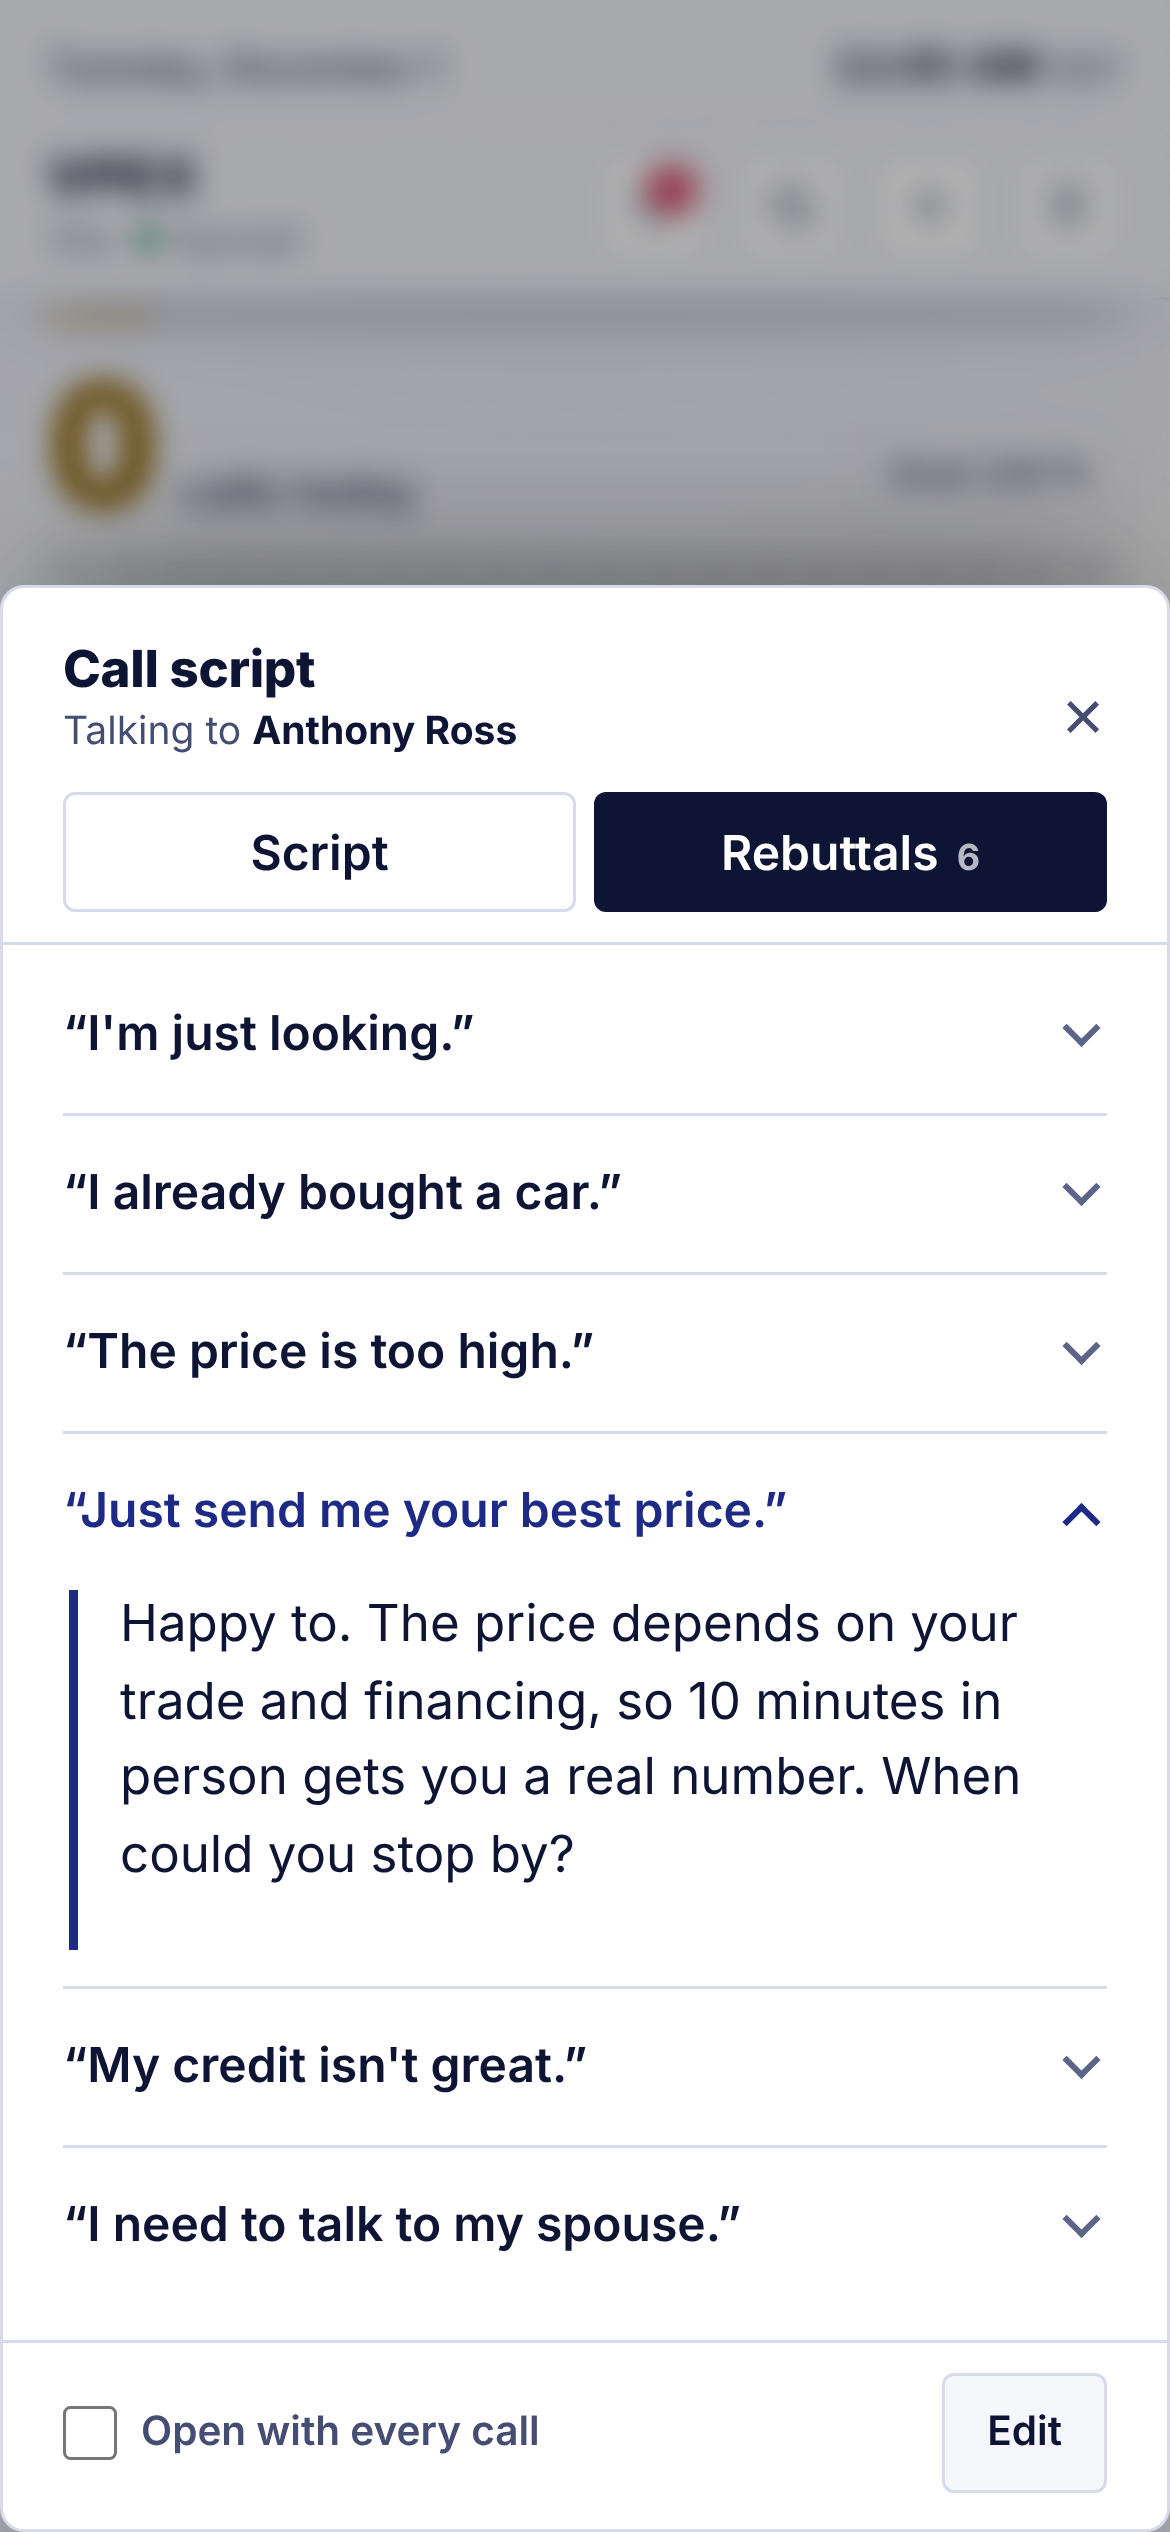 Call script
Talking to Anthony Ross
Script
Rebuttals 6
“I'm just looking.”
“I already bought a car.”
“The price is too high.”
“Just send me your best price.”
Happy to. The price depends on your
trade and financing, so 10 minutes in
person gets you a real number. When
could you stop by?
“My credit isn't great.”
“I need to talk to my spouse.”
Open with every call
Edit